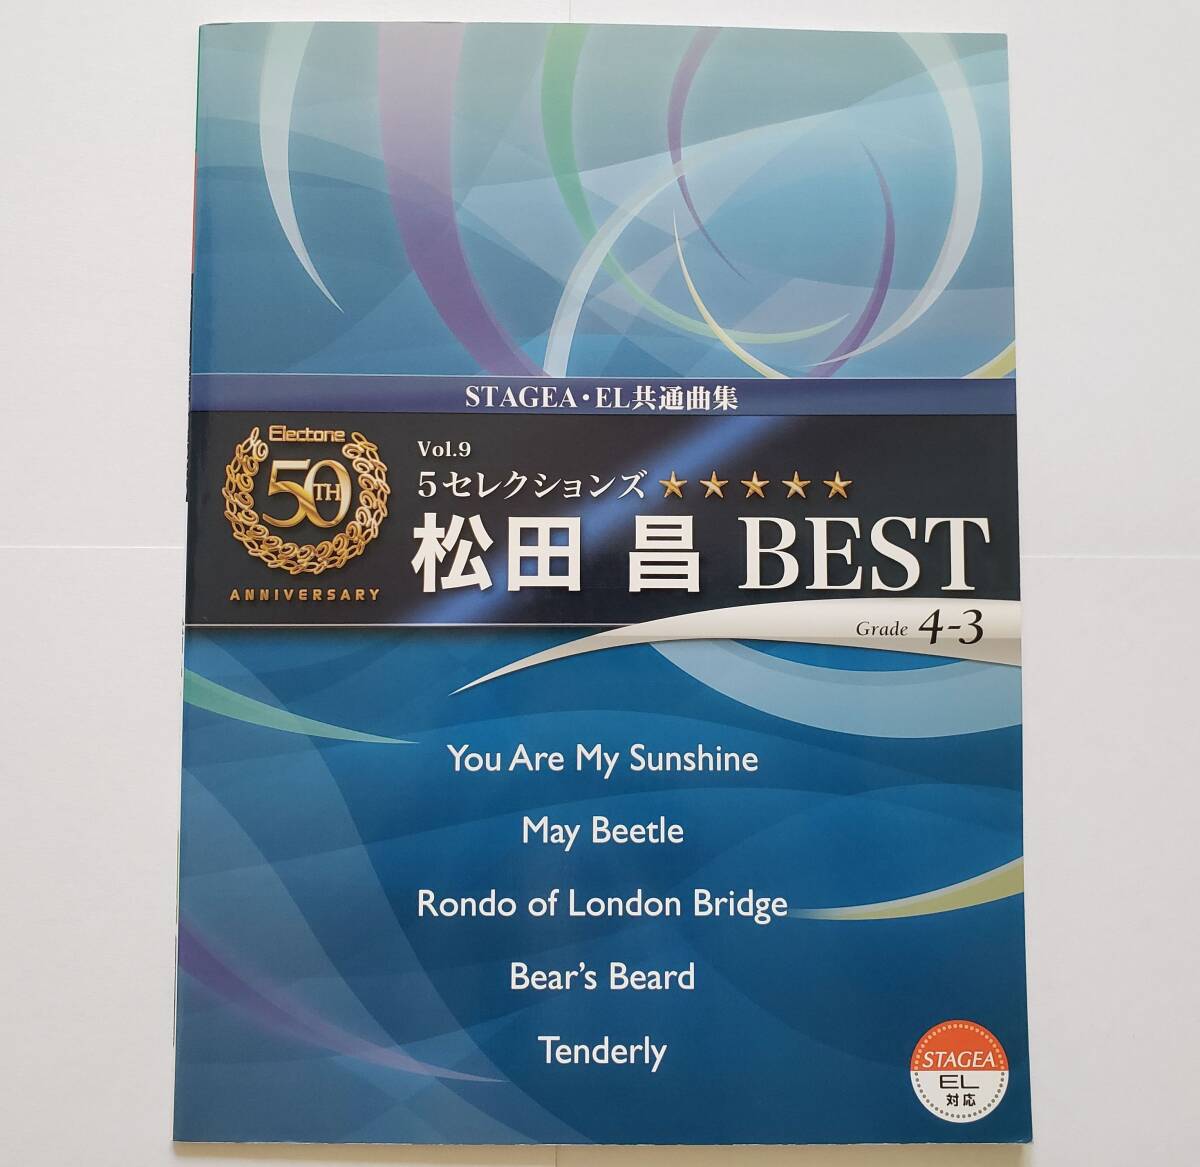 STAGEA・EL共通曲集
Electone
50TH
ANNIVERSARY
Vol.9
5セレクションズ ★★★★★
松田 昌 BEST
Grade 4-3
You Are My Sunshine
May Beetle
Rondo of London Bridge
Bear's Beard
Tenderly
STAGEA
EL
対応